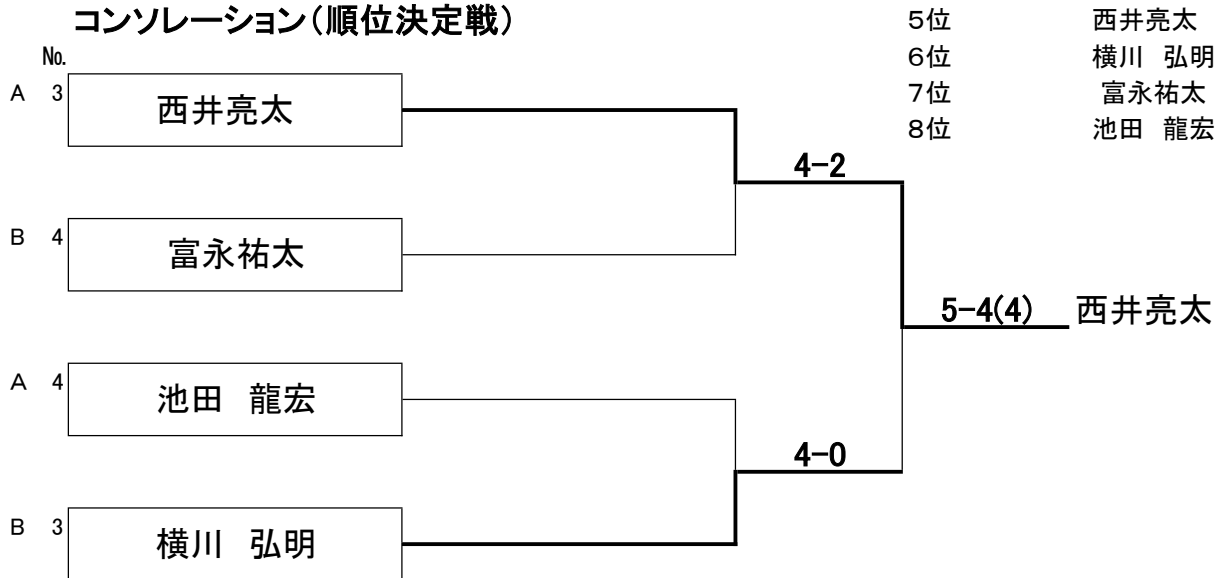 コンソレーション（順位決定戦）
５位 西井亮太
６位 横川　弘明
７位 富永祐太
８位 池田　龍宏
No.
A 3 西井亮太
4-2
B 4 富永祐太
5-4(4) 西井亮太
A 4 池田　龍宏
4-0
B 3 横川　弘明